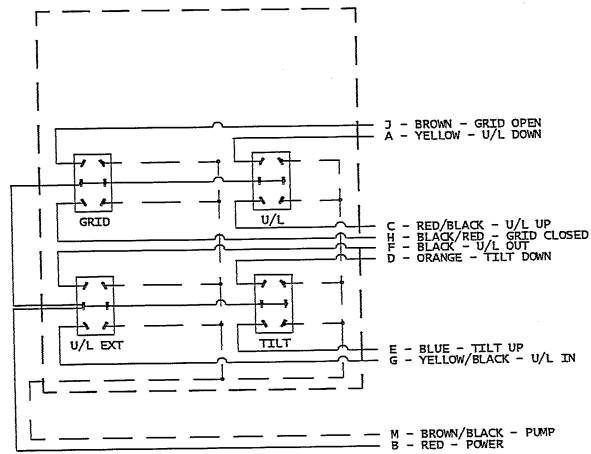 J - BROWN - GRID OPEN
A - YELLOW - U/L DOWN
GRID
U/L
C - RED/BLACK - U/L UP
H - BLACK/RED - GRID CLOSED
F - BLACK - U/L OUT
D - ORANGE - TILT DOWN
U/L EXT
TILT
E - BLUE - TILT UP
G - YELLOW/BLACK - U/L IN
M - BROWN/BLACK - PUMP
B - RED - POWER